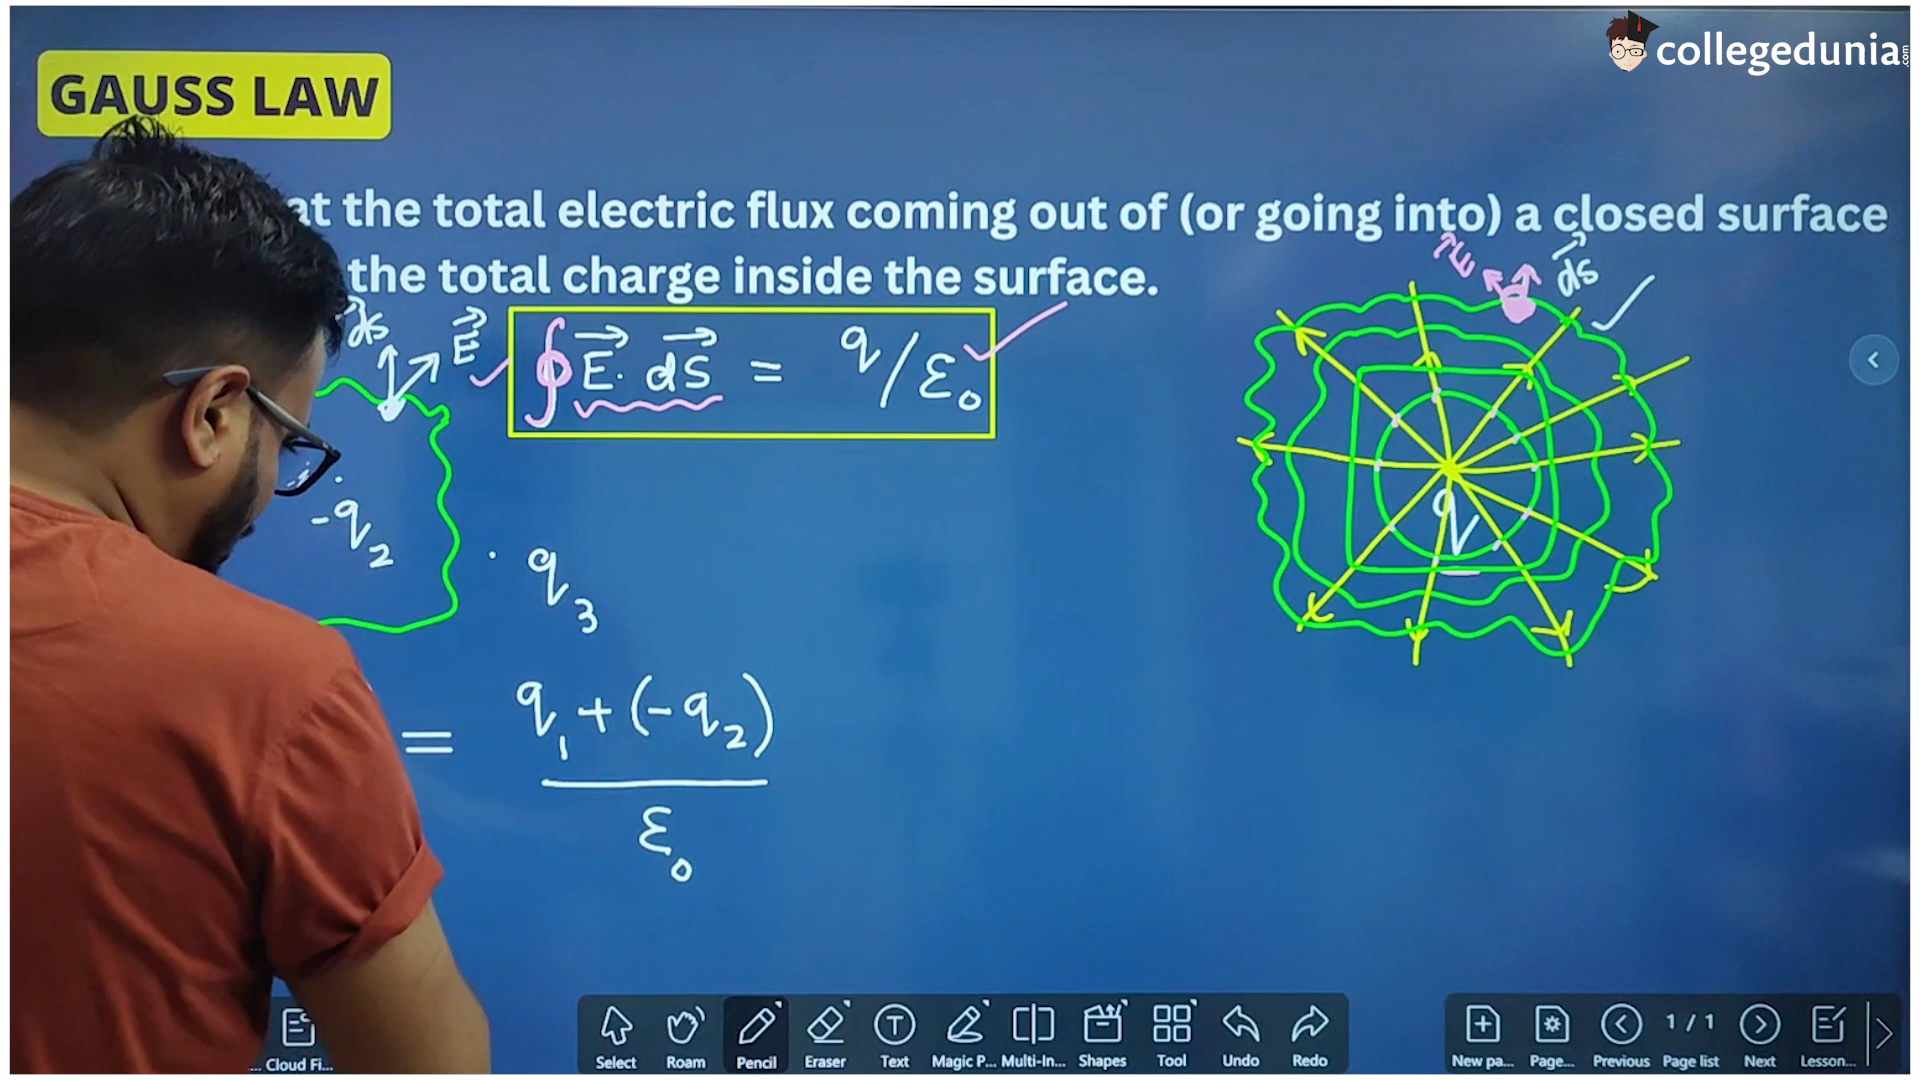 collegedunia.com
GAUSS LAW
at the total electric flux coming out of (or going into) a closed surface
the total charge inside the surface.
ds E
∮ E. ds = q/ε₀
E ds
-q₂
q
q₃
= q₁ + (-q₂)
ε₀
... Cloud Fi...
Select Roam Pencil Eraser Text Magic P... Multi-In... Shapes Tool Undo Redo
1 / 1
New pa... Page... Previous Page list Next Lesson...